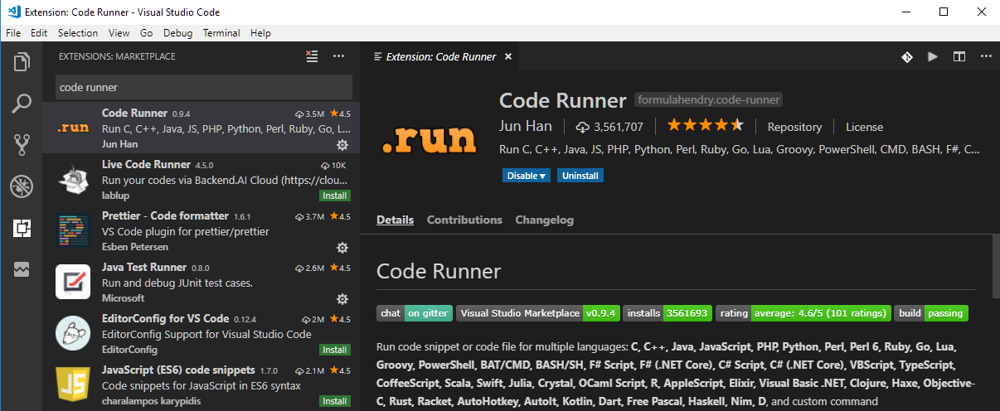 Extension: Code Runner - Visual Studio Code
File Edit Selection View Go Debug Terminal Help
EXTENSIONS: MARKETPLACE
code runner
Code Runner 0.9.4 3.5M 4.5
Run C, C++, Java, JS, PHP, Python, Perl, Ruby, Go, L...
Jun Han
.run
Live Code Runner 4.5.0 10K
Run your codes via Backend.AI Cloud (https://clou...
lablup Install
Prettier - Code formatter 1.6.1 3.7M 4.5
VS Code plugin for prettier/prettier
Esben Petersen
Java Test Runner 0.8.0 2.6M 4.5
Run and debug JUnit test cases.
Microsoft
EditorConfig for VS Code 0.12.4 2M 4.5
EditorConfig Support for Visual Studio Code
EditorConfig Install
JavaScript (ES6) code snippets 1.7.0 2.1M 4.5
Code snippets for JavaScript in ES6 syntax
charalampos karypidis Install
JS
Extension: Code Runner
.run
Code Runner formulahendry.code-runner
Jun Han 3,561,707 Repository License
Run C, C++, Java, JS, PHP, Python, Perl, Ruby, Go, Lua, Groovy, PowerShell, CMD, BASH, F#, C...
Disable Uninstall
Details Contributions Changelog
Code Runner
chat on gitter Visual Studio Marketplace v0.9.4 installs 3561693 rating average: 4.6/5 (101 ratings) build passing
Run code snippet or code file for multiple languages: C, C++, Java, JavaScript, PHP, Python, Perl, Perl 6, Ruby, Go, Lua,
Groovy, PowerShell, BAT/CMD, BASH/SH, F# Script, F# (.NET Core), C# Script, C# (.NET Core), VBScript, TypeScript,
CoffeeScript, Scala, Swift, Julia, Crystal, OCaml Script, R, AppleScript, Elixir, Visual Basic .NET, Clojure, Haxe, Objective-
C, Rust, Racket, AutoHotkey, AutoIt, Kotlin, Dart, Free Pascal, Haskell, Nim, D, and custom command